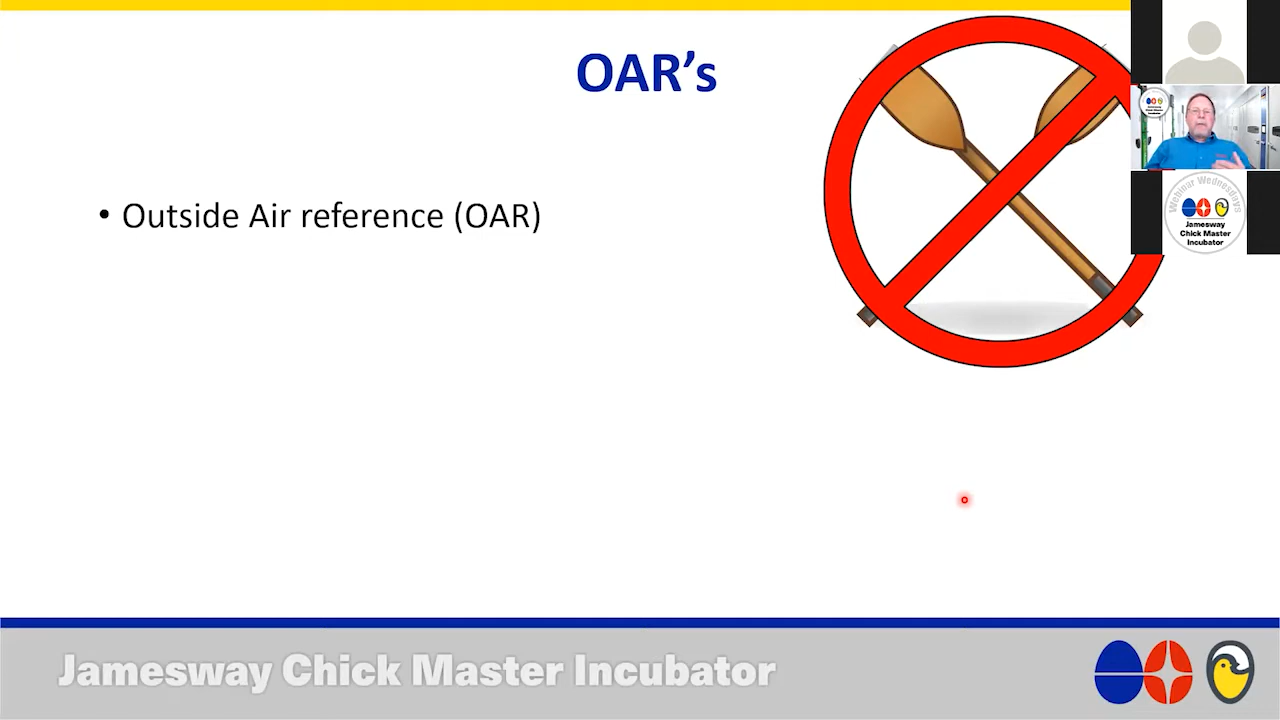 OAR's
• Outside Air reference (OAR)
Webinar Wednesdays
Jamesway
Chick Master
Incubator
Jamesway Chick Master Incubator